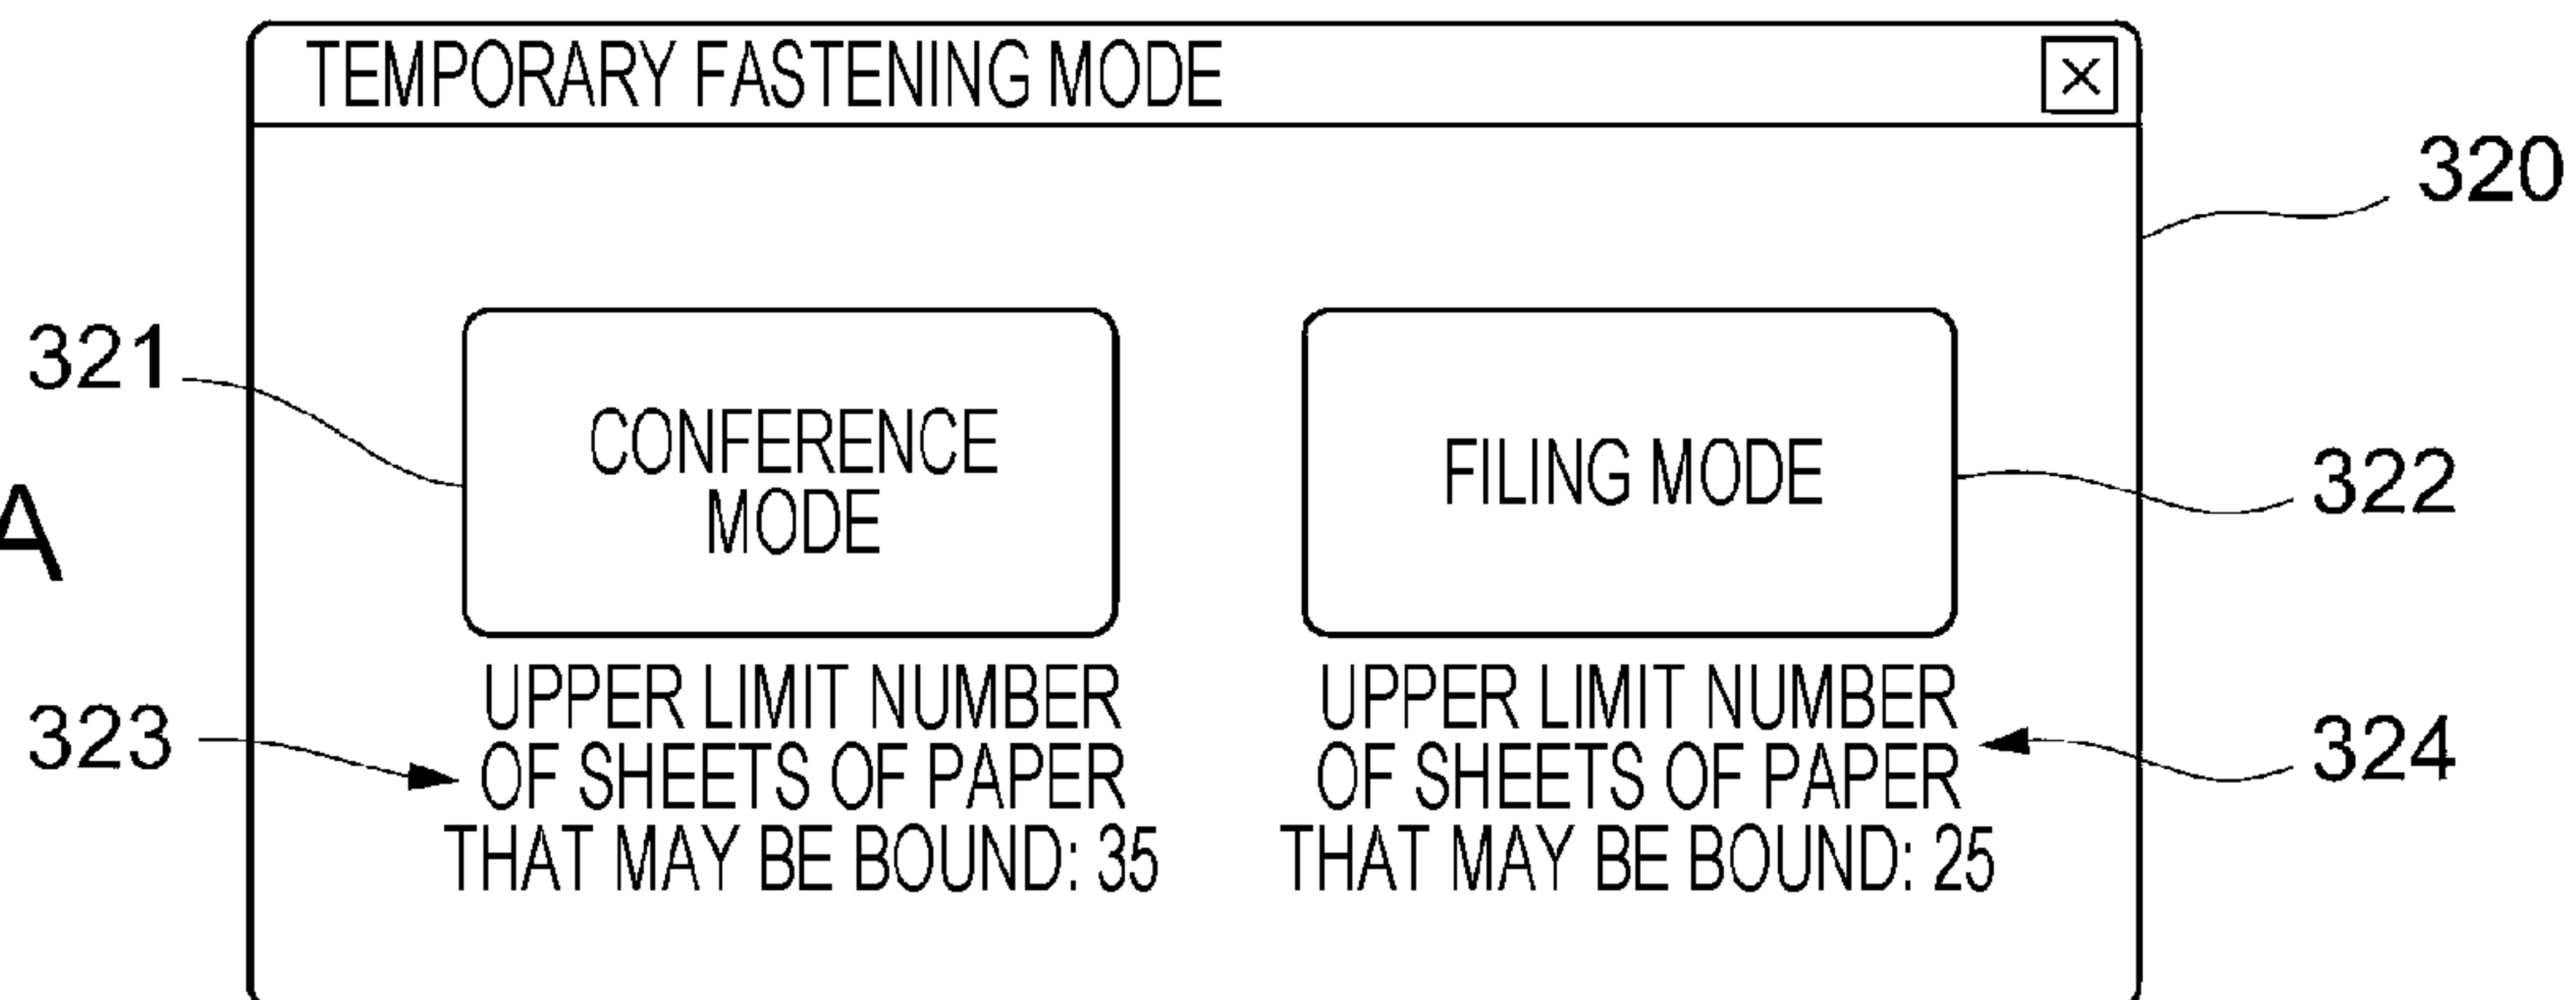 TEMPORARY FASTENING MODE
320
321
CONFERENCE
MODE
FILING MODE
322
A
UPPER LIMIT NUMBER
OF SHEETS OF PAPER
THAT MAY BE BOUND: 35
323
UPPER LIMIT NUMBER
OF SHEETS OF PAPER
THAT MAY BE BOUND: 25
324